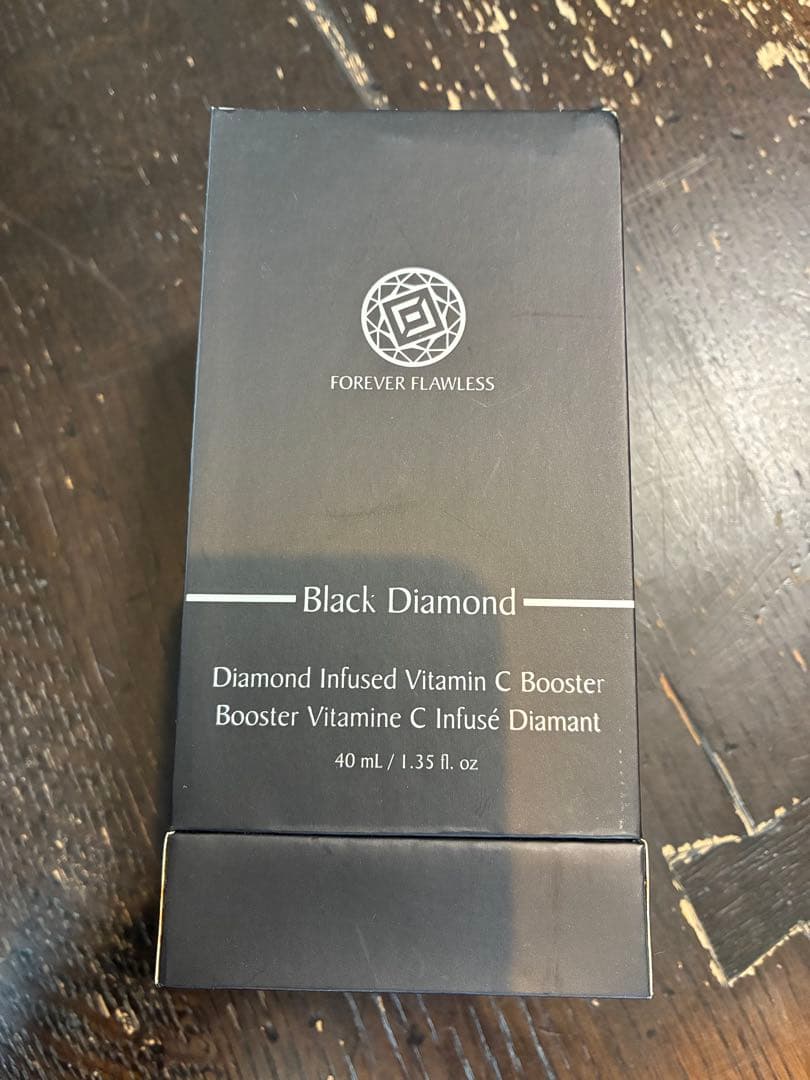 FOREVER FLAWLESS
Black Diamond
Diamond Infused Vitamin C Booster
Booster Vitamine C Infusé Diamant
40 mL / 1.35 fl. oz